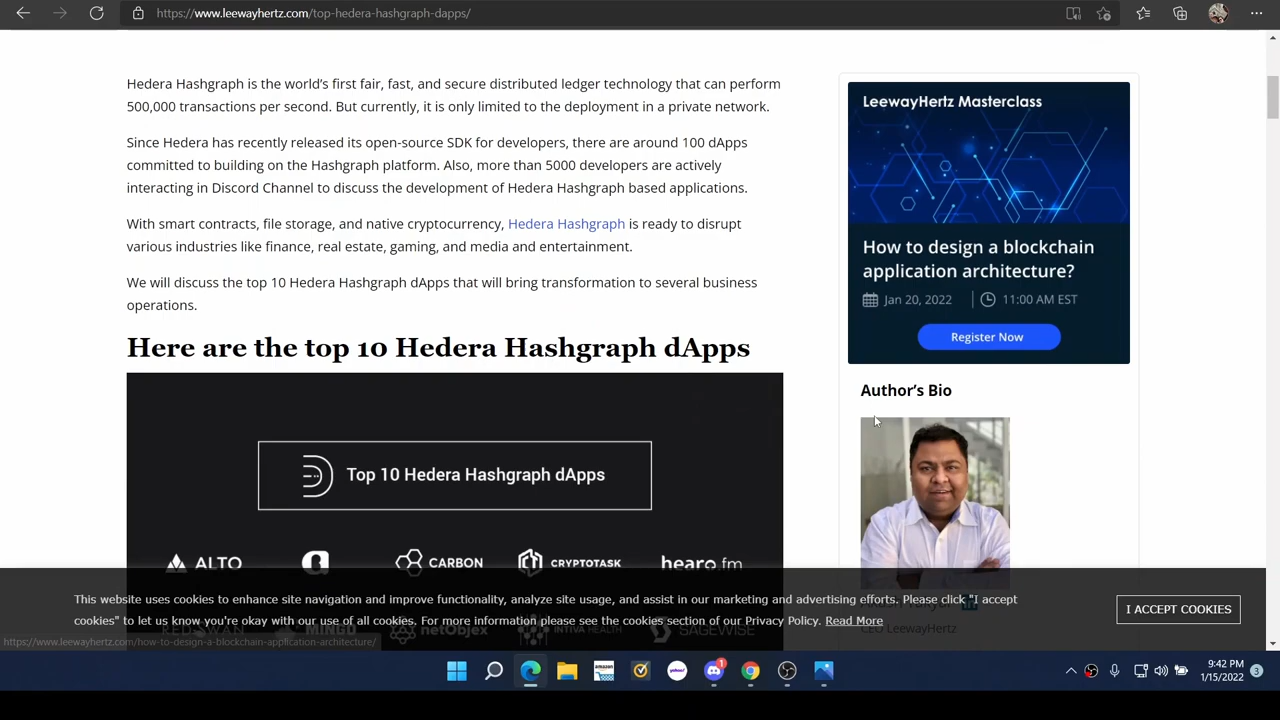 https://www.leewayhertz.com/top-hedera-hashgraph-dapps/
Hedera Hashgraph is the world's first fair, fast, and secure distributed ledger technology that can perform
500,000 transactions per second. But currently, it is only limited to the deployment in a private network.
Since Hedera has recently released its open-source SDK for developers, there are around 100 dApps
committed to building on the Hashgraph platform. Also, more than 5000 developers are actively
interacting in Discord Channel to discuss the development of Hedera Hashgraph based applications.
With smart contracts, file storage, and native cryptocurrency, Hedera Hashgraph is ready to disrupt
various industries like finance, real estate, gaming, and media and entertainment.
We will discuss the top 10 Hedera Hashgraph dApps that will bring transformation to several business
operations.
Here are the top 10 Hedera Hashgraph dApps
Top 10 Hedera Hashgraph dApps
ALTO
CARBON
CRYPTOTASK
hearo.fm
REDSWAN
MINGO
netObjex
INTIVA HEALTH
SAGEWISE
LeewayHertz Masterclass
How to design a blockchain
application architecture?
Jan 20, 2022 | 11:00 AM EST
Register Now
Author's Bio
CEO LeewayHertz
This website uses cookies to enhance site navigation and improve functionality, analyze site usage, and assist in our marketing and advertising efforts. Please click "I accept
cookies" to let us know you're okay with our use of all cookies. For more information please see the cookies section of our Privacy Policy. Read More
I ACCEPT COOKIES
https://www.leewayhertz.com/how-to-design-a-blockchain-application-architecture/
amazon
yahoo!
1
9:42 PM
1/15/2022
3